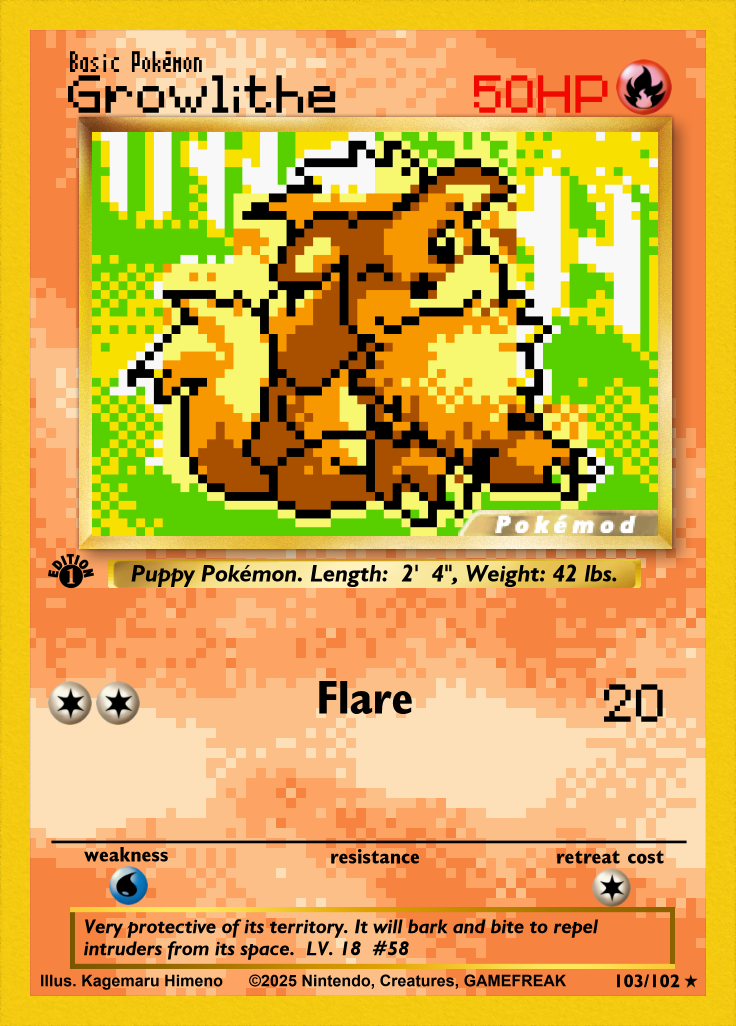 Basic Pokémon
Growlithe 50HP
Pokémod
EDITION 1
Puppy Pokémon. Length: 2' 4", Weight: 42 lbs.
Flare 20
weakness resistance retreat cost
Very protective of its territory. It will bark and bite to repel
intruders from its space. LV. 18 #58
Illus. Kagemaru Himeno ©2025 Nintendo, Creatures, GAMEFREAK 103/102 ★